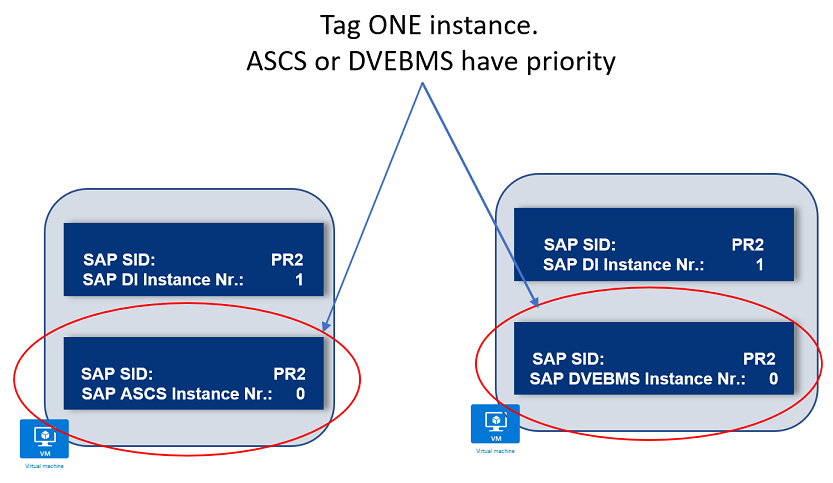 Tag ONE instance.
ASCS or DVEBMS have priority
SAP SID: PR2
SAP DI Instance Nr.: 1
SAP ASCS Instance Nr.: 0
SAP SID: PR2
VM
Virtual machine
SAP SID: PR2
SAP DI Instance Nr.: 1
SAP SID: PR2
SAP DVEBMS Instance Nr.: 0
VM
Virtual machine